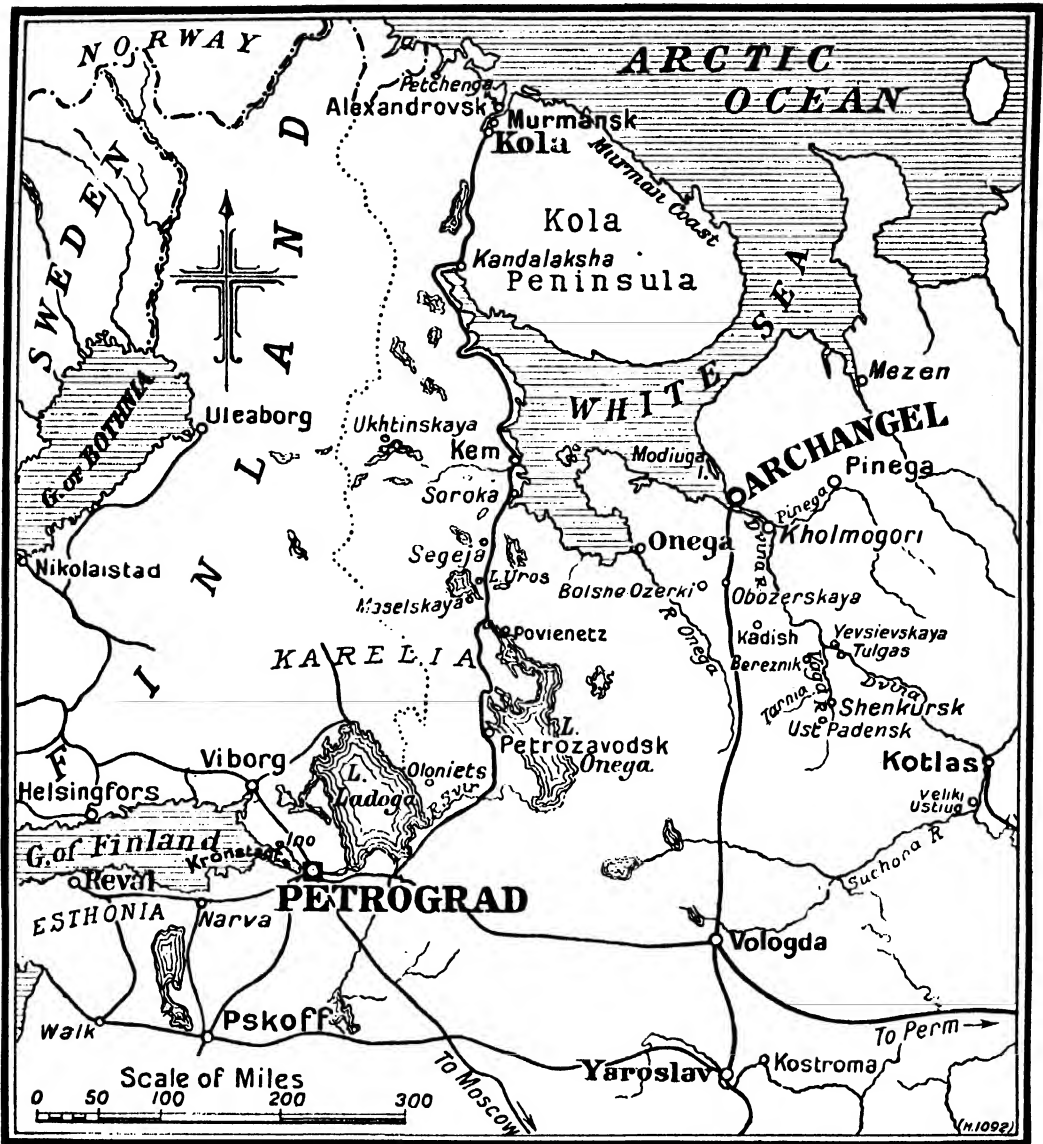 NORWAY
ARCTIC
OCEAN
Petchenga
Alexandrovsk
Murmansk
Kola
Murman Coast
SWEDEN
FINLAND
Kola
Peninsula
Kandalaksha
WHITE SEA
Mezen
G. of BOTHNIA
Uleaborg
Ukhtinskaya
Kem
Modiuga
I.
ARCHANGEL
Pinega
Soroka
Pinega
Kholmogori
Dvina R.
Segeja
Onega
Nikolaistad
L. Uros
Bolshe Ozerki
Obozerskaya
Maselskaya
R. Onega
Kadish
Yevsievskaya
Tulgas
Povienetz
KARELIA
Bereznik
Vaga R.
Dvina
Tarnia
Shenkursk
Ust Padensk
L.
Onega
Petrozavodsk
Viborg
L.
Ladoga
Oloniets
R. Svir
Kotlas
Helsingfors
Veliki
Ustiug
G. of Finland
Kronstadt
Ioo
Suchora R
Reval
PETROGRAD
ESTHONIA
Narva
Vologda
Walk
Pskoff
To Perm
To Moscow
Yaroslav
Kostroma
Scale of Miles
0 50 100 200 300
(M.1092)